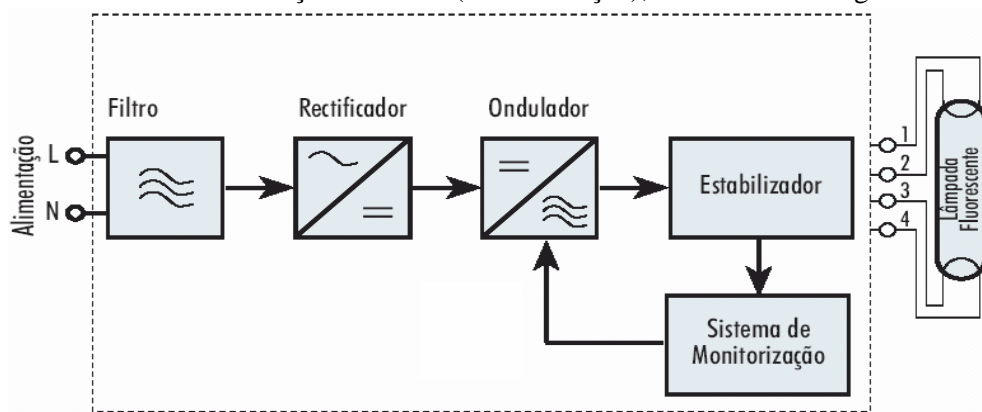 Filtro
Rectificador
Ondulador
Alimentação
L
N
Estabilizador
Sistema de
Monitorização
1
2
3
4
Lâmpada
Fluorescente